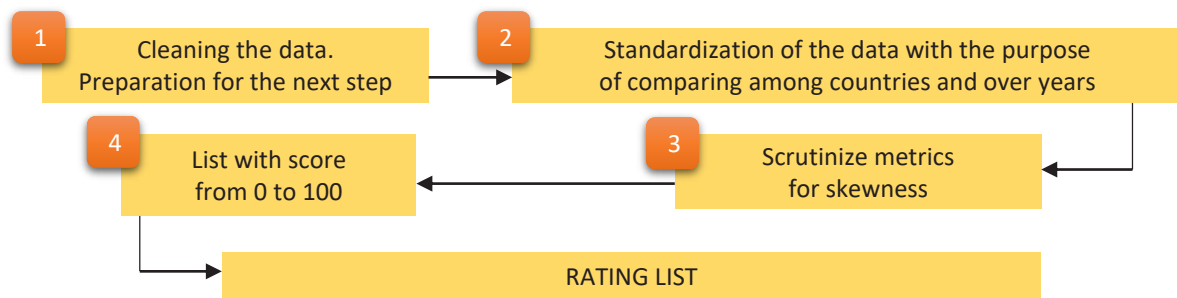 1
Cleaning the data.
Preparation for the next step
2
Standardization of the data with the purpose
of comparing among countries and over years
3
Scrutinize metrics
for skewness
4
List with score
from 0 to 100
RATING LIST